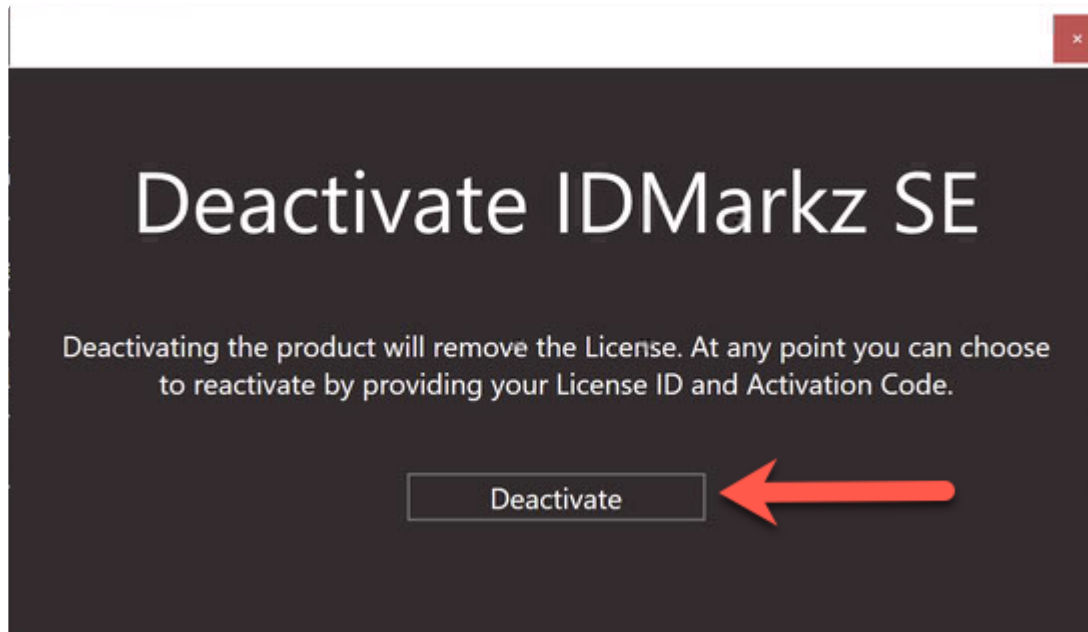 Deactivate IDMarkz SE
Deactivating the product will remove the License. At any point you can choose
to reactivate by providing your License ID and Activation Code.
Deactivate